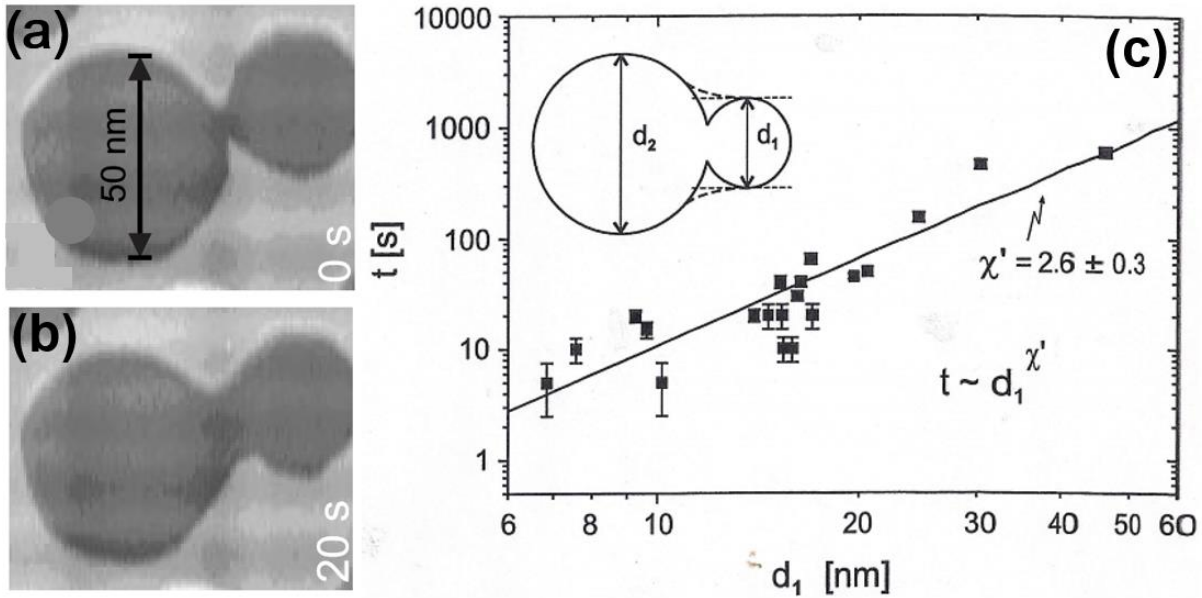 (a)
50 nm
0 s
(b)
20 s
(c)
10000
1000
100
10
1
t [s]
d₂
d₁
χ' = 2.6 ± 0.3
t ~ d₁^χ'
6 8 10 20 30 40 50 60
d₁ [nm]